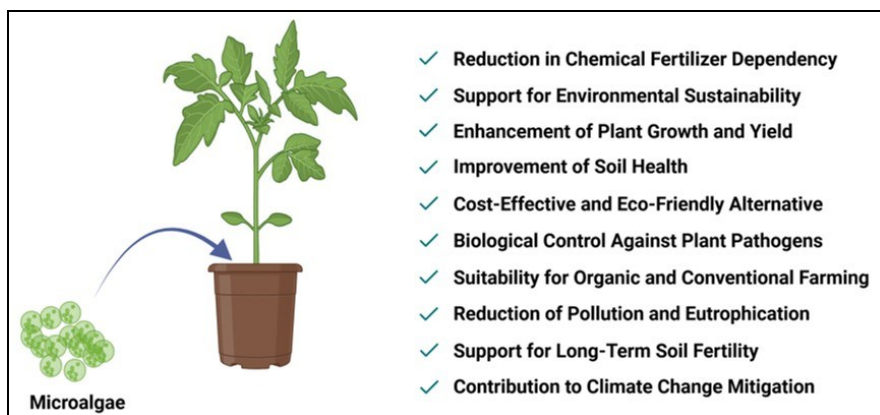 Reduction in Chemical Fertilizer Dependency
Support for Environmental Sustainability
Enhancement of Plant Growth and Yield
Improvement of Soil Health
Cost-Effective and Eco-Friendly Alternative
Biological Control Against Plant Pathogens
Suitability for Organic and Conventional Farming
Reduction of Pollution and Eutrophication
Support for Long-Term Soil Fertility
Contribution to Climate Change Mitigation
Microalgae